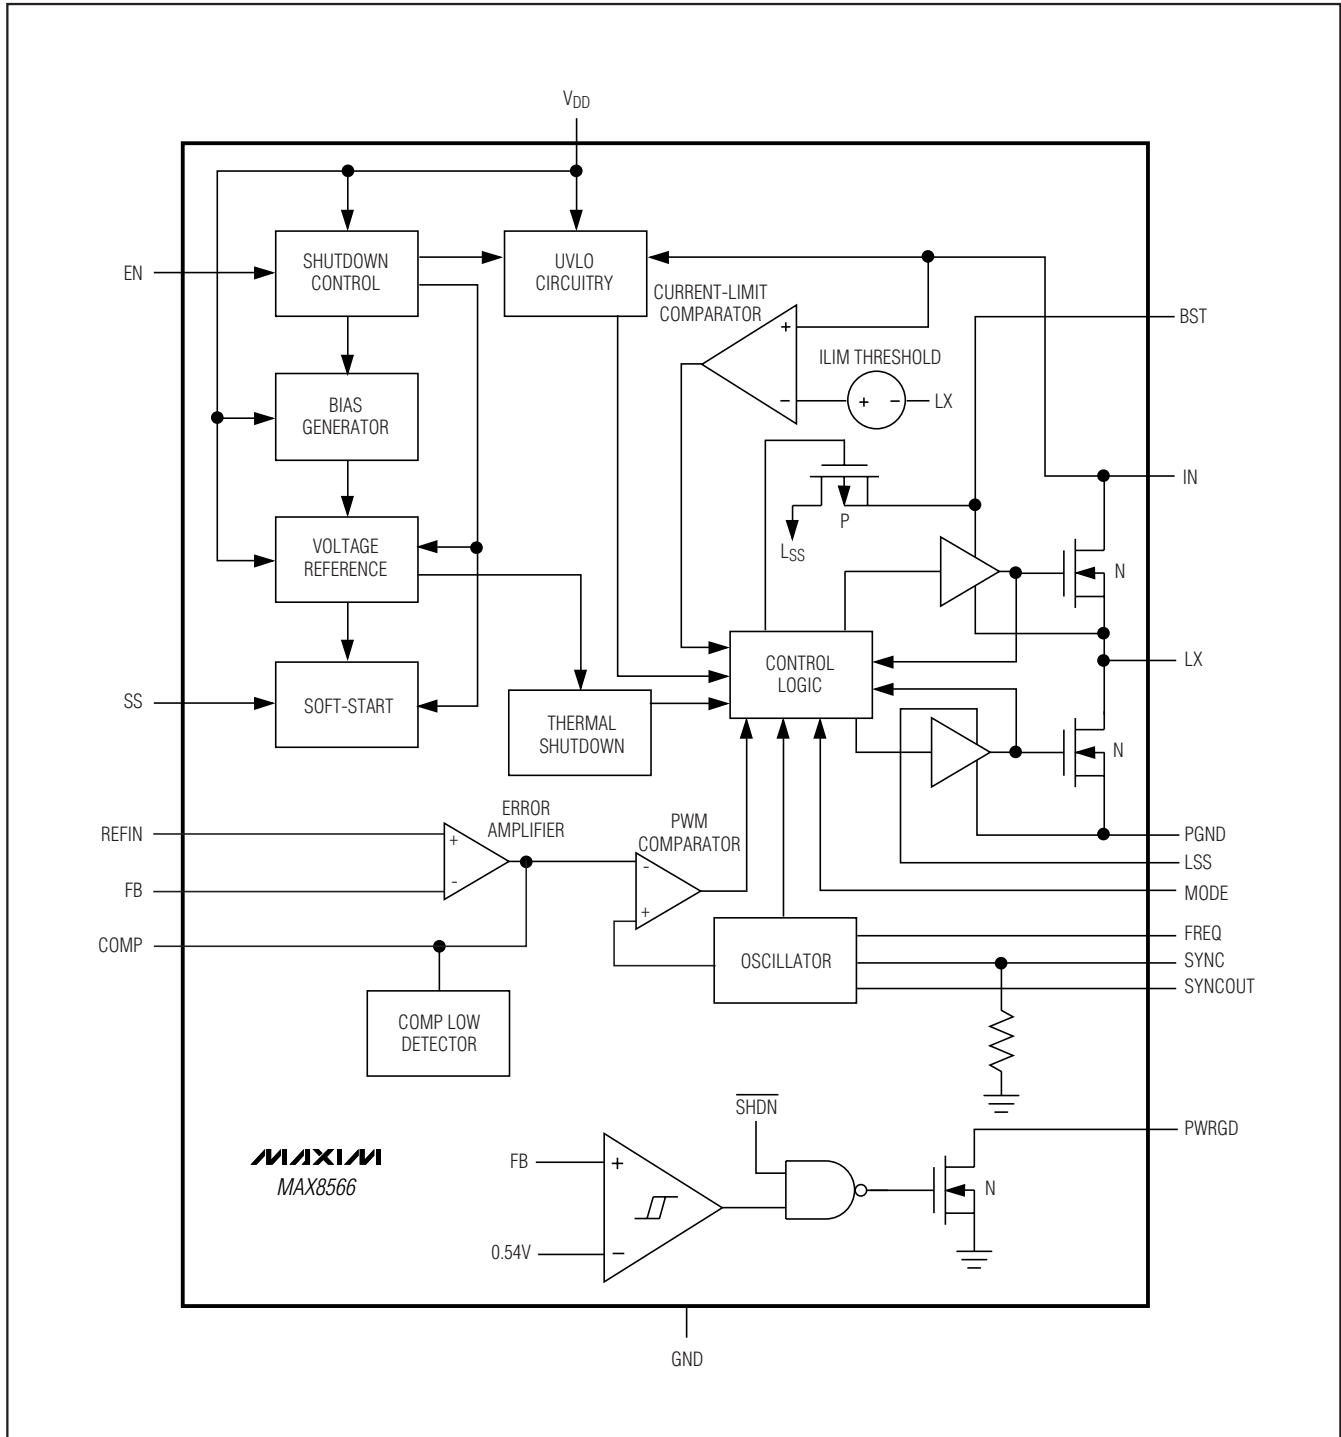 VDD
EN
SHUTDOWN
CONTROL
UVLO
CIRCUITRY
CURRENT-LIMIT
COMPARATOR
+
−
ILIM THRESHOLD
+ −
LX
BST
BIAS
GENERATOR
IN
P
LSS
VOLTAGE
REFERENCE
N
CONTROL
LOGIC
LX
SS
SOFT-START
THERMAL
SHUTDOWN
N
REFIN
ERROR
AMPLIFIER
+
-
PWM
COMPARATOR
-
+
PGND
LSS
FB
MODE
COMP
FREQ
OSCILLATOR
SYNC
SYNCOUT
COMP LOW
DETECTOR
SHDN
PWRGD
MAXIM
MAX8566
FB
+
−
0.54V
N
GND